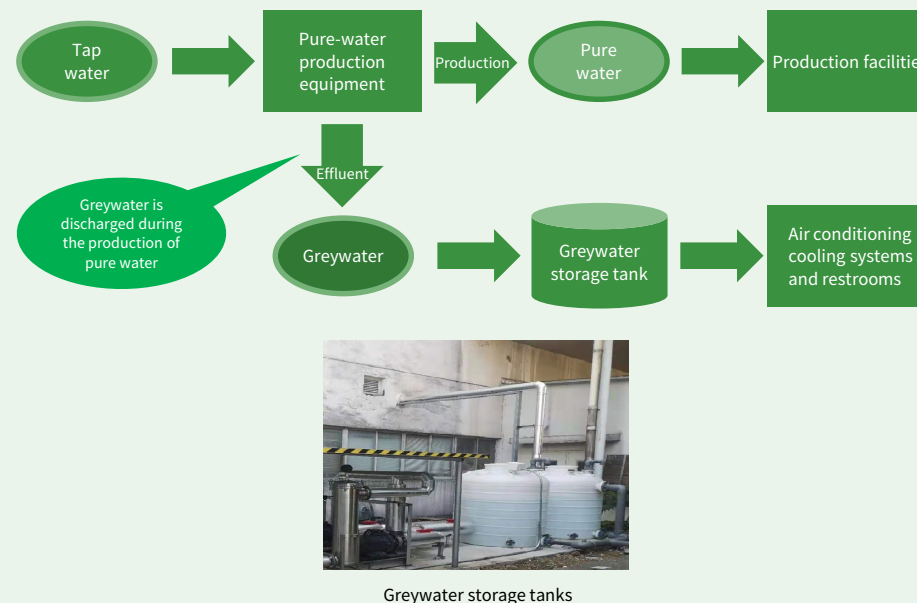 Tap
water
Pure-water
production
equipment
Production
Pure
water
Production facilitie
Effluent
Greywater is
discharged during
the production of
pure water
Greywater
Greywater
storage tank
Air conditioning
cooling systems
and restrooms
Greywater storage tanks